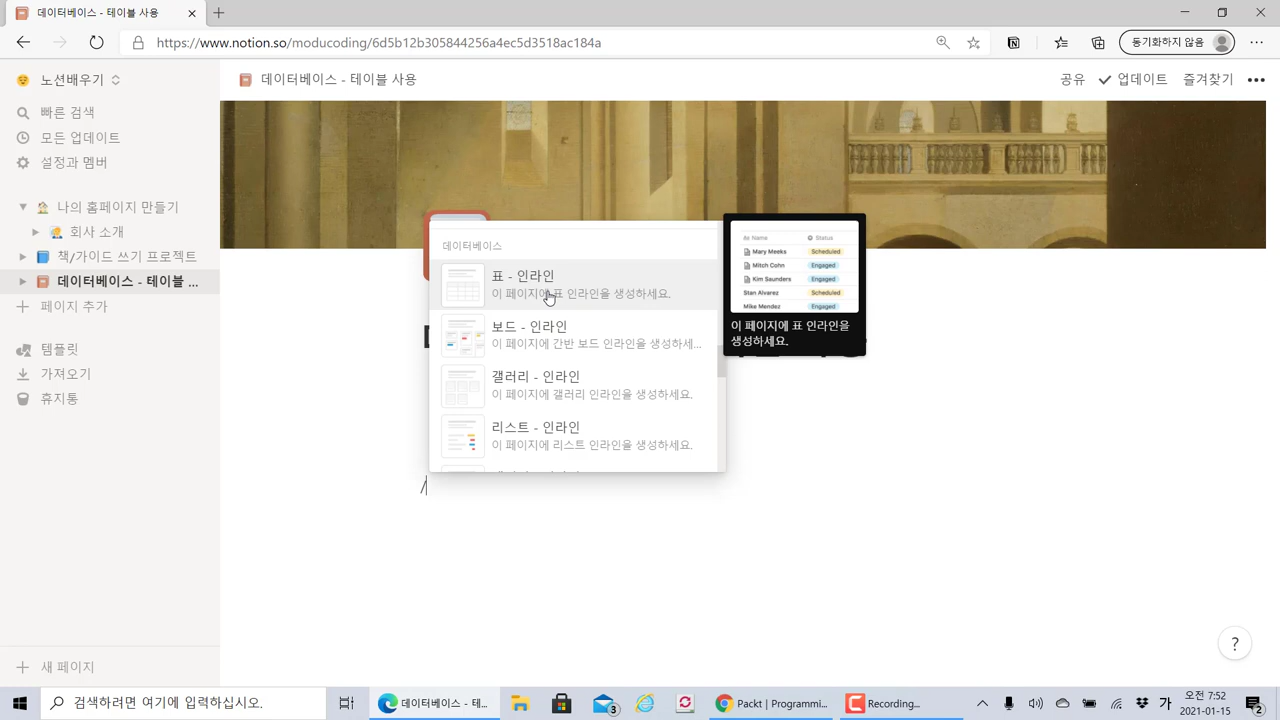 데이터베이스 - 테이블 사용
https://www.notion.so/moducoding/6d5b12b305844256a4ec5d3518ac184a
동기화하지 않음
노션배우기
데이터베이스 - 테이블 사용
공유
업데이트
즐겨찾기
빠른 검색
모든 업데이트
설정과 멤버
나의 홈페이지 만들기
회사 소개
책(바이블) 쓰기 프로젝트
데이터베이스 - 테이블 ...
템플릿
가져오기
휴지통
새 페이지
데이터베이스
표 - 인라인
이 페이지에 표 인라인을 생성하세요.
보드 - 인라인
이 페이지에 간반 보드 인라인을 생성하세...
갤러리 - 인라인
이 페이지에 갤러리 인라인을 생성하세요.
리스트 - 인라인
이 페이지에 리스트 인라인을 생성하세요.
Aa Name Status
Mary Meeks Scheduled
Mitch Cohn Engaged
Kim Saunders Engaged
Stan Alvarez Scheduled
Mike Mendez Engaged
이 페이지에 표 인라인을
생성하세요.
/
?
검색하려면 여기에 입력하십시오.
데이터베이스 - 테...
3
Packt | Programmi...
Recording...
가
오전 7:52
2021-01-15
2